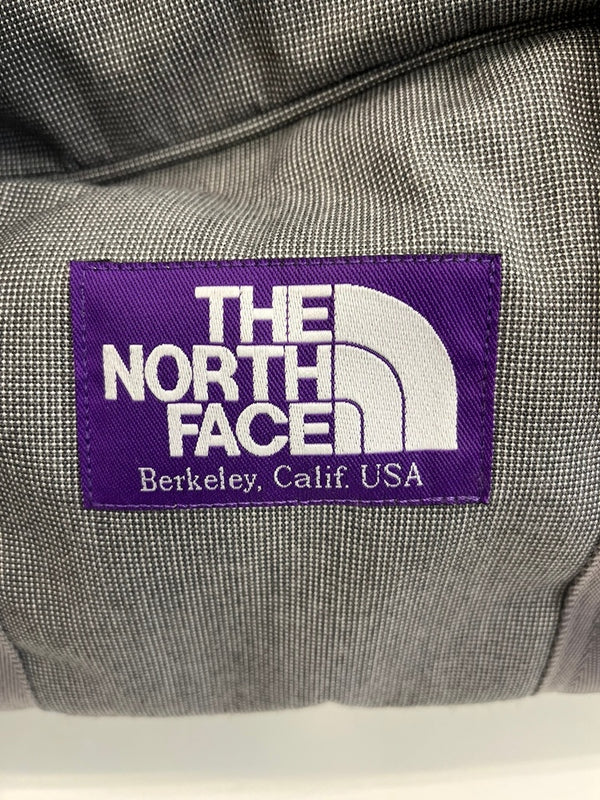 THE
NORTH
FACE
Berkeley, Calif. USA